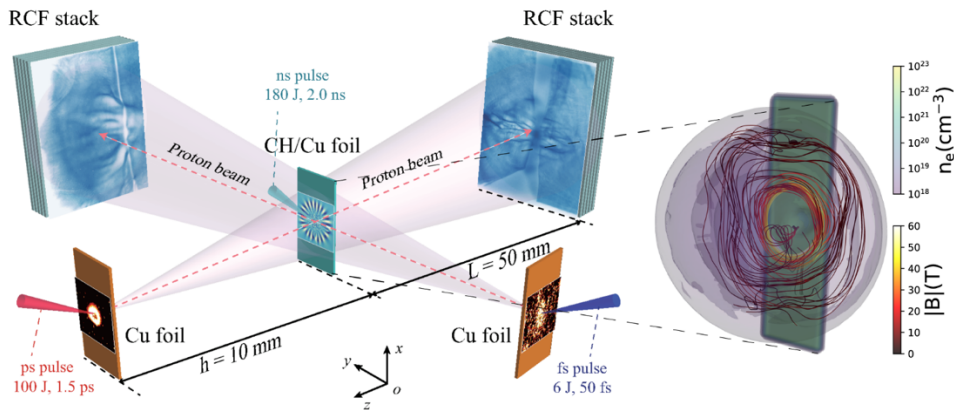 RCF stack
RCF stack
ns pulse
180 J, 2.0 ns
CH/Cu foil
Proton beam
Proton beam
L = 50 mm
h = 10 mm
Cu foil
Cu foil
ps pulse
100 J, 1.5 ps
fs pulse
6 J, 50 fs
x
y
z
o
10²³
10²²
10²¹
10²⁰
10¹⁹
10¹⁸
nₑ(cm⁻³)
60
50
40
30
20
10
0
|B|(T)